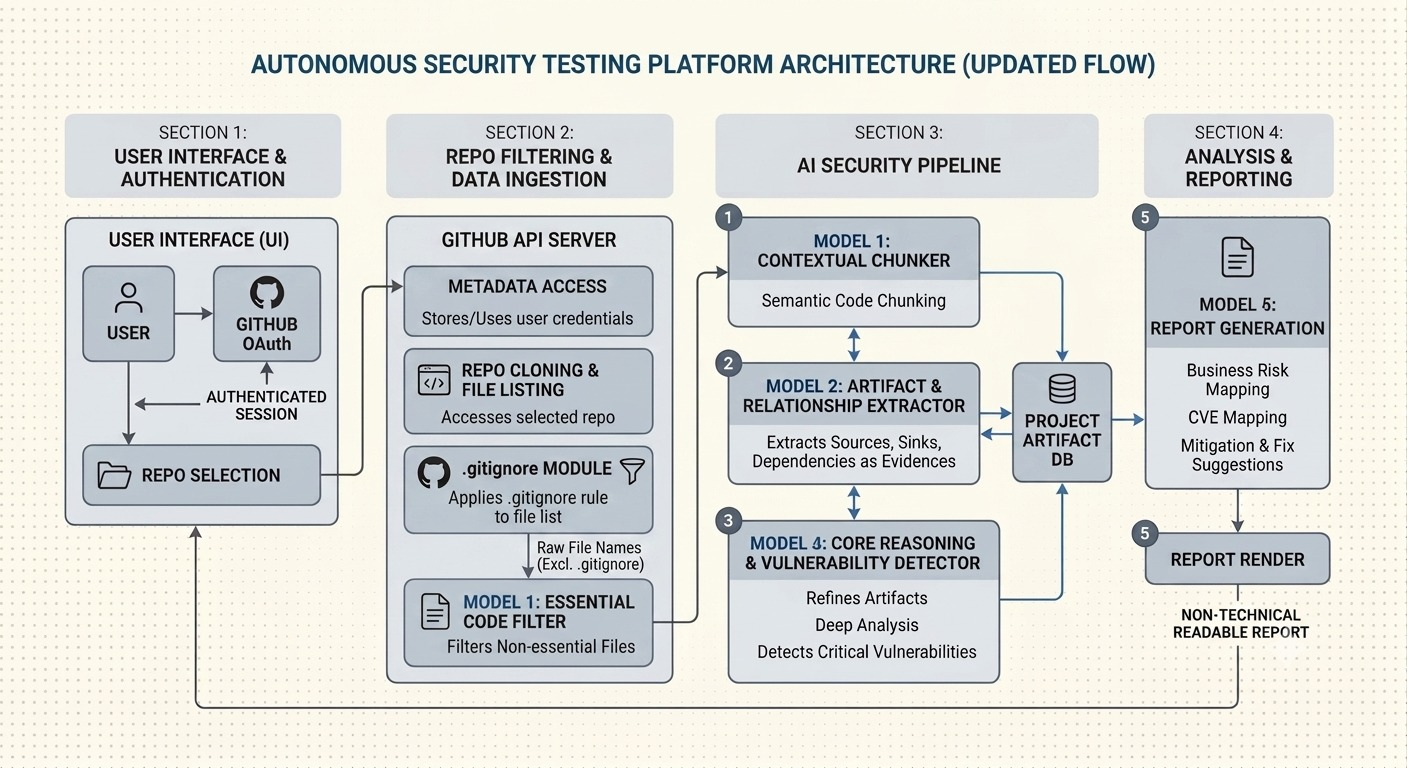 AUTONOMOUS SECURITY TESTING PLATFORM ARCHITECTURE (UPDATED FLOW)
SECTION 1:
USER INTERFACE &
AUTHENTICATION
USER INTERFACE (UI)
USER
GITHUB
OAuth
AUTHENTICATED
SESSION
REPO SELECTION
SECTION 2:
REPO FILTERING &
DATA INGESTION
GITHUB API SERVER
METADATA ACCESS
Stores/Uses user credentials
REPO CLONING &
FILE LISTING
Accesses selected repo
.gitignore MODULE
Applies .gitignore rule
to file list
Raw File Names
(Excl. .gitignore)
MODEL 1: ESSENTIAL
CODE FILTER
Filters Non-essential Files
SECTION 3:
AI SECURITY PIPELINE
1
MODEL 1:
CONTEXTUAL CHUNKER
Semantic Code Chunking
2
MODEL 2: ARTIFACT &
RELATIONSHIP EXTRACTOR
Extracts Sources, Sinks,
Dependencies as Evidences
3
MODEL : CORE REASONING
& VULNERABILITY DETECTOR
Refines Artifacts
Deep Analysis
Detects Critical Vulnerabilities
PROJECT
ARTIFACT
DB
SECTION 4:
ANALYSIS &
REPORTING
5
MODEL : 
REPORT GENERATION
Business Risk
Mapping
CVE Mapping
Mitigation & Fix
Suggestions
5
REPORT RENDER
NON-TECHNICAL
READABLE REPORT